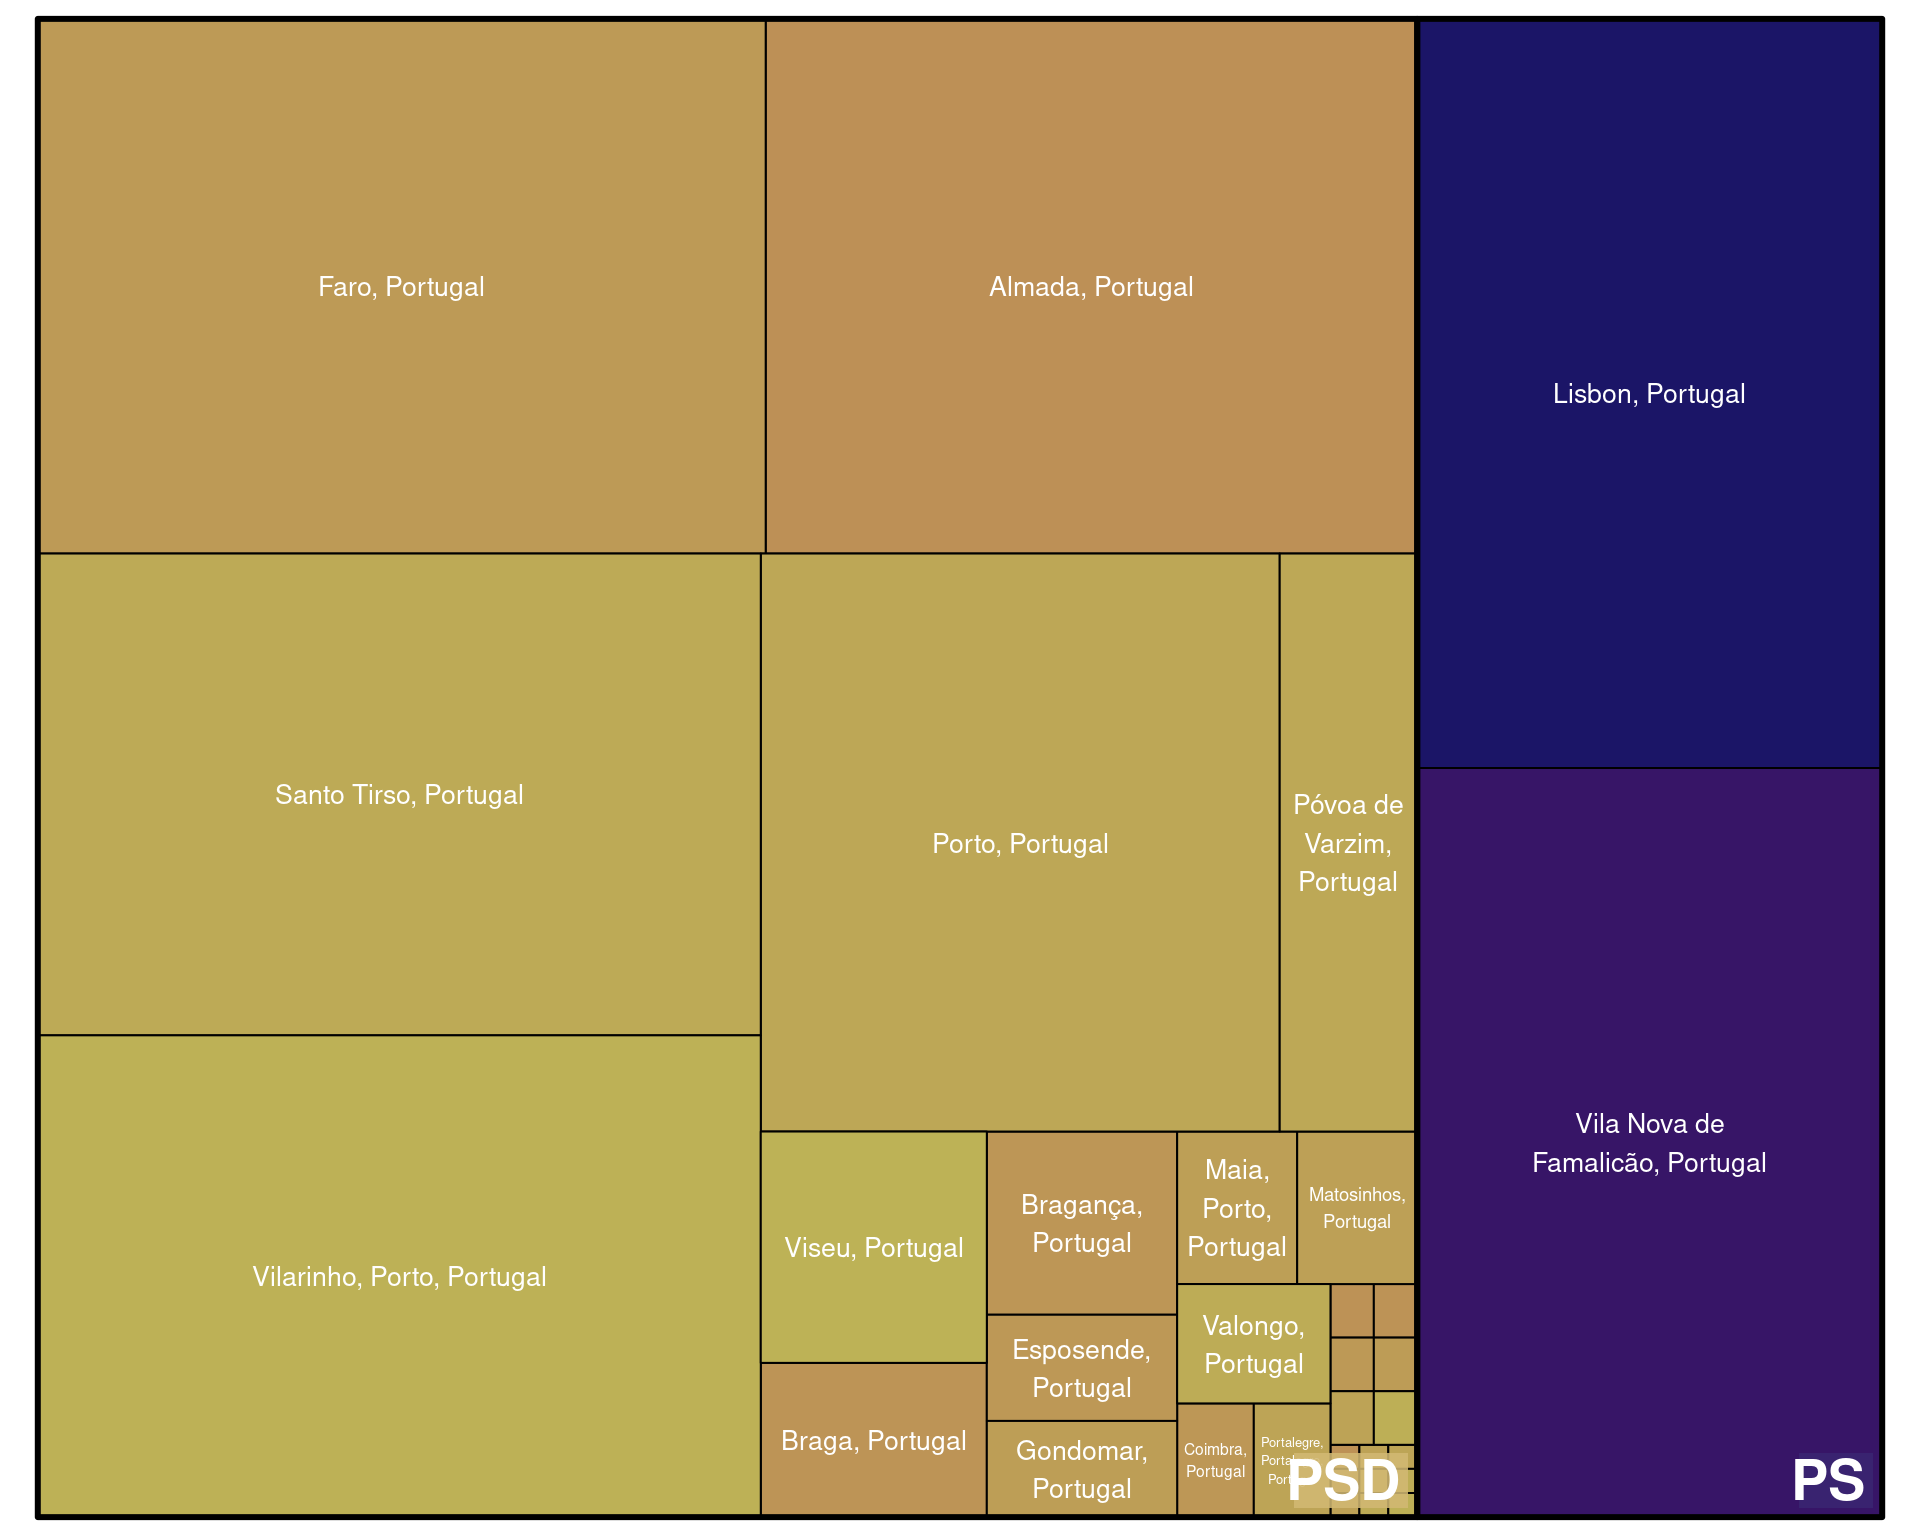 Faro, Portugal
Almada, Portugal
Lisbon, Portugal
Santo Tirso, Portugal
Porto, Portugal
Póvoa de
Varzim,
Portugal
Vila Nova de
Famalicão, Portugal
Vilarinho, Porto, Portugal
Viseu, Portugal
Bragança,
Portugal
Maia,
Porto,
Portugal
Matosinhos,
Portugal
Esposende,
Portugal
Valongo,
Portugal
Braga, Portugal
Gondomar,
Portugal
Coimbra,
Portugal
Portalegre,
PSD
PS